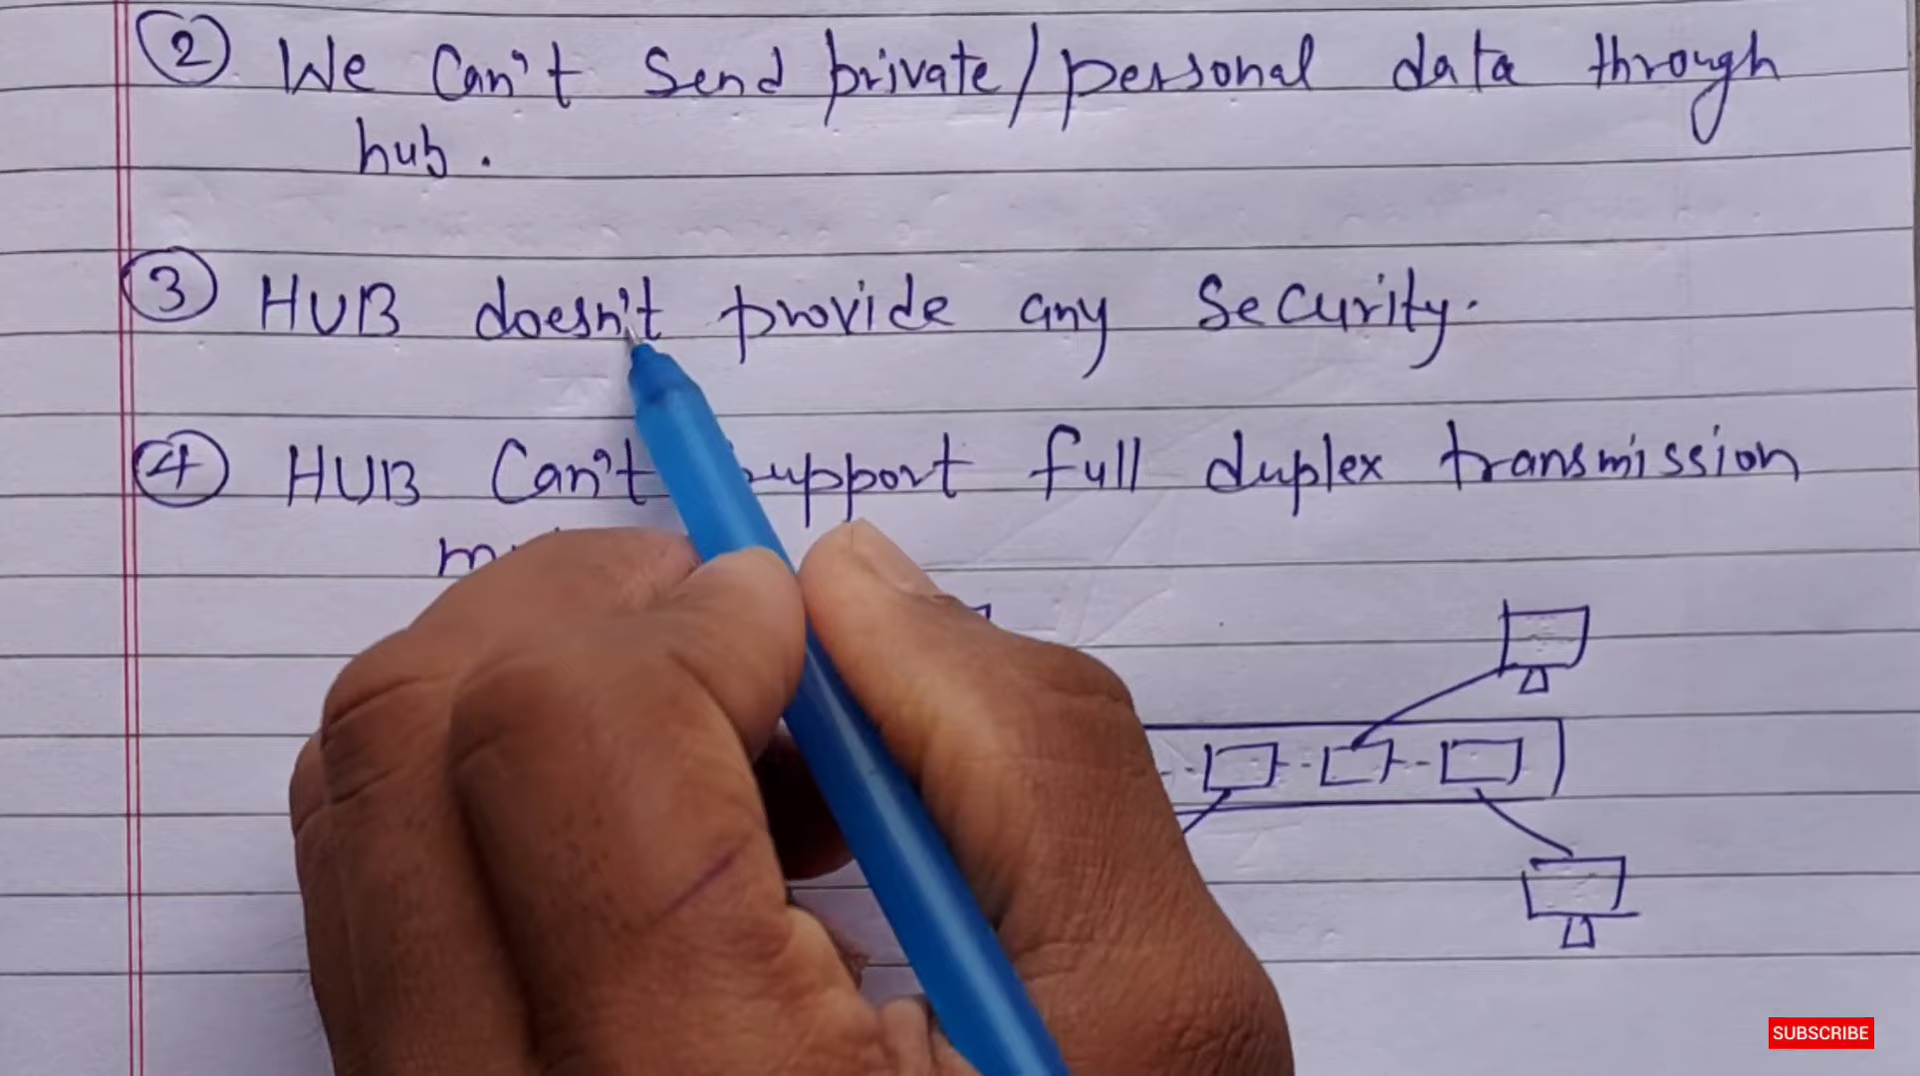 ② We Can't Send private/personal data through
hub.
③ HUB doesn't provide any Security.
④ HUB Can't support full duplex transmission
SUBSCRIBE